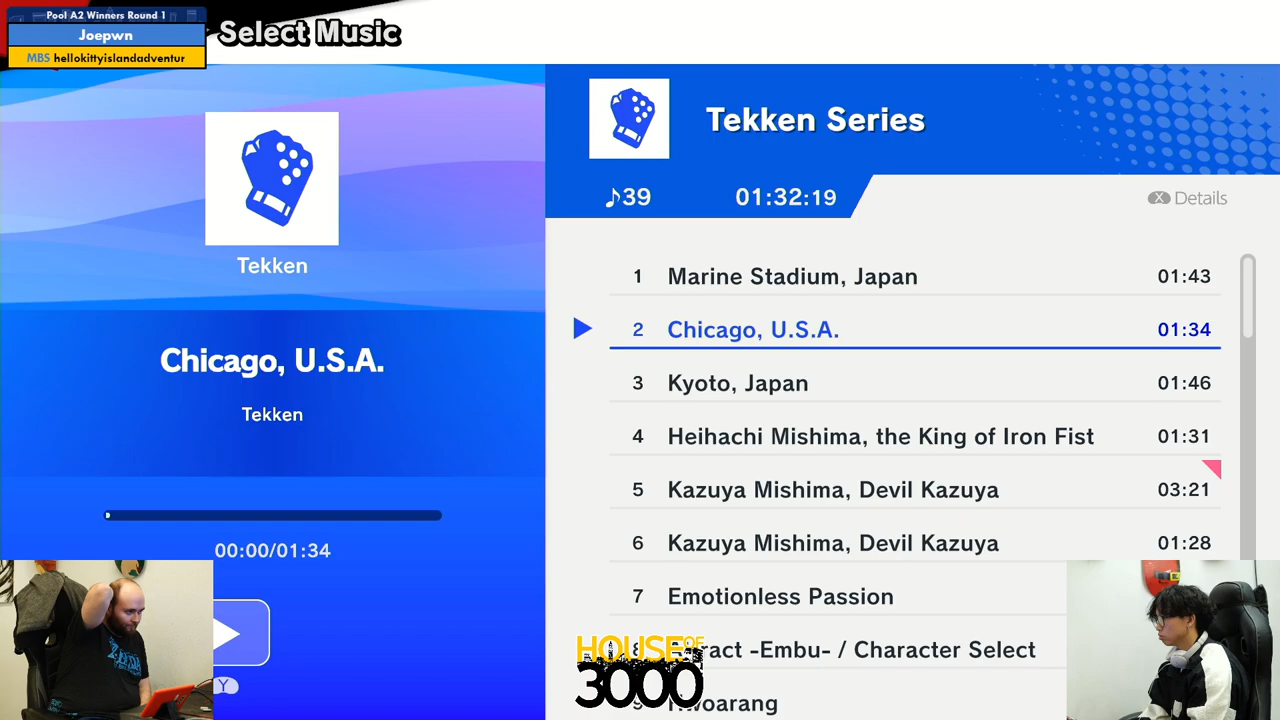 Pool A2 Winners Round 1
Joepwn
MBS hellokittyislandadventur
Select Music
Tekken
Chicago, U.S.A.
Tekken
00:00/01:34
Y
Tekken Series
♪39 01:32:19
X Details
1 Marine Stadium, Japan 01:43
2 Chicago, U.S.A. 01:34
3 Kyoto, Japan 01:46
4 Heihachi Mishima, the King of Iron Fist 01:31
5 Kazuya Mishima, Devil Kazuya 03:21
6 Kazuya Mishima, Devil Kazuya 01:28
7 Emotionless Passion
-Embu- / Character Select
HOUSE OF
3000